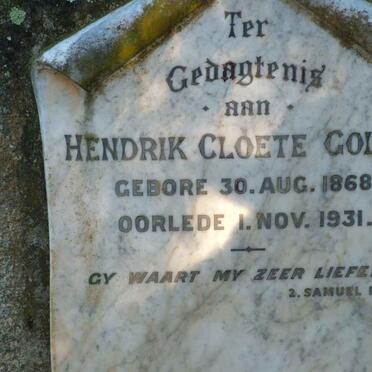 Ter
Gedagtenis
aan
HENDRIK CLOETE
GEBORE 30. AUG. 1868
OORLEDE 1. NOV. 1931.
GY WAART MY ZEER
2. SAMUEL